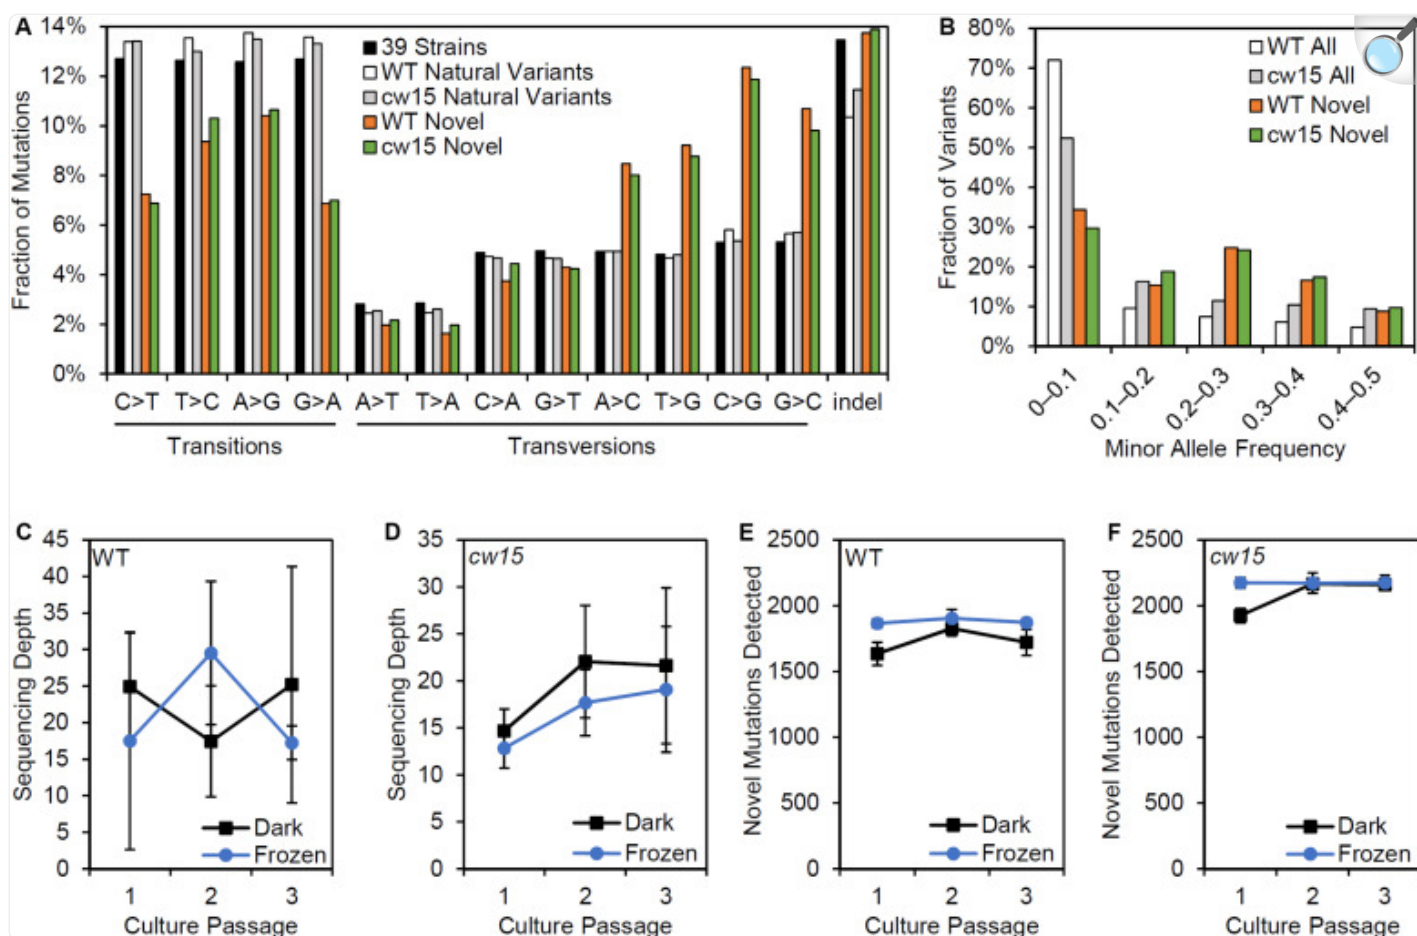 A
14%
12%
10%
8%
6%
4%
2%
0%
Fraction of Mutations
39 Strains
WT Natural Variants
cw15 Natural Variants
WT Novel
cw15 Novel
C>T T>C A>G G>A A>T T>A C>A G>T A>C T>G C>G G>C indel
Transitions Transversions
B
80%
70%
60%
50%
40%
30%
20%
10%
0%
Fraction of Variants
WT All
cw15 All
WT Novel
cw15 Novel
0–0.1 0.1–0.2 0.2–0.3 0.3–0.4 0.4–0.5
Minor Allele Frequency
C
WT
45
40
35
30
25
20
15
10
5
0
Sequencing Depth
Dark
Frozen
1 2 3
Culture Passage
D
cw15
35
30
25
20
15
10
5
0
Sequencing Depth
Dark
Frozen
1 2 3
Culture Passage
E
WT
2500
2000
1500
1000
500
0
Novel Mutations Detected
Dark
Frozen
1 2 3
Culture Passage
F
cw15
2500
2000
1500
1000
500
0
Novel Mutations Detected
Dark
Frozen
1 2 3
Culture Passage